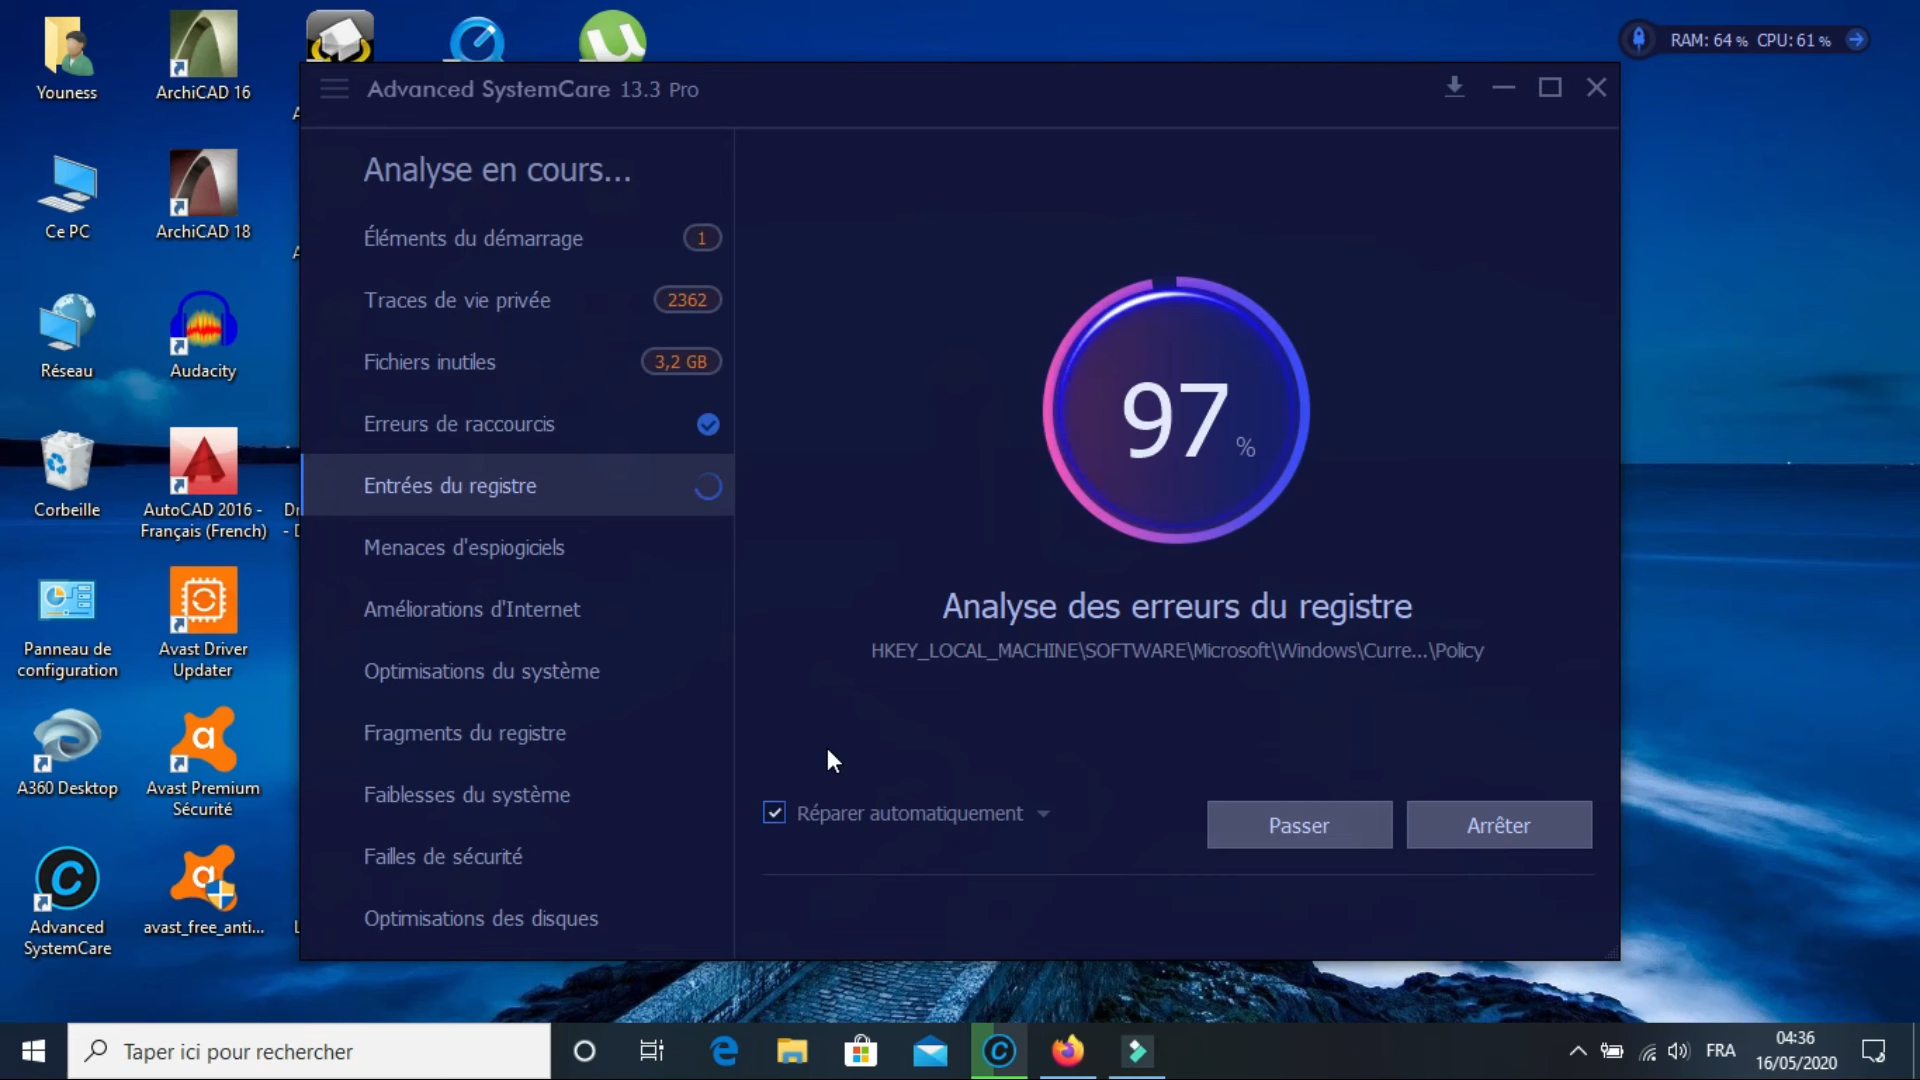 Youness
ArchiCAD 16
RAM: 64 % CPU: 61 %
Advanced SystemCare 13.3 Pro
Analyse en cours...
Éléments du démarrage 1
Traces de vie privée 2362
Fichiers inutiles 3,2 GB
Erreurs de raccourcis
Entrées du registre
Menaces d'espiogiciels
Améliorations d'Internet
Optimisations du système
Fragments du registre
Faiblesses du système
Failles de sécurité
Optimisations des disques
97 %
Analyse des erreurs du registre
HKEY_LOCAL_MACHINE\SOFTWARE\Microsoft\Windows\Curre...\Policy
Réparer automatiquement
Passer
Arrêter
Ce PC
ArchiCAD 18
Réseau
Audacity
Corbeille
AutoCAD 2016 -
Français (French)
Panneau de
configuration
Avast Driver
Updater
A360 Desktop
Avast Premium
Sécurité
Advanced
SystemCare
avast_free_anti...
Taper ici pour rechercher
FRA
04:36
16/05/2020